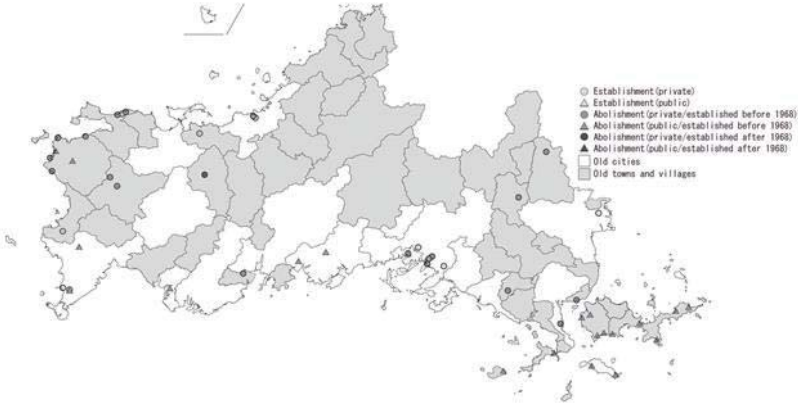 Establishment(private)
Establishment(public)
Abolishment(private/established before 1968)
Abolishment(public/established before 1968)
Abolishment(private/established after 1968)
Abolishment(public/established after 1968)
Old cities
Old towns and villages